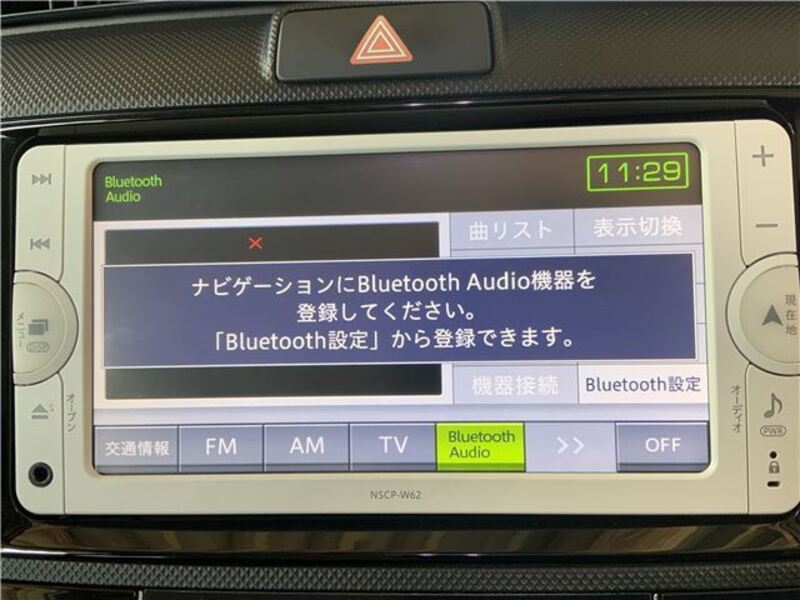 Bluetooth
Audio
11:29
曲リスト
表示切換
ナビゲーションにBluetooth Audio機器を
登録してください。
「Bluetooth設定」から登録できます。
機器接続
Bluetooth設定
交通情報
FM
AM
TV
Bluetooth
Audio
>>
OFF
メニュー
DISP
オープン
現在地
オーディオ
PWR
NSCP-W62